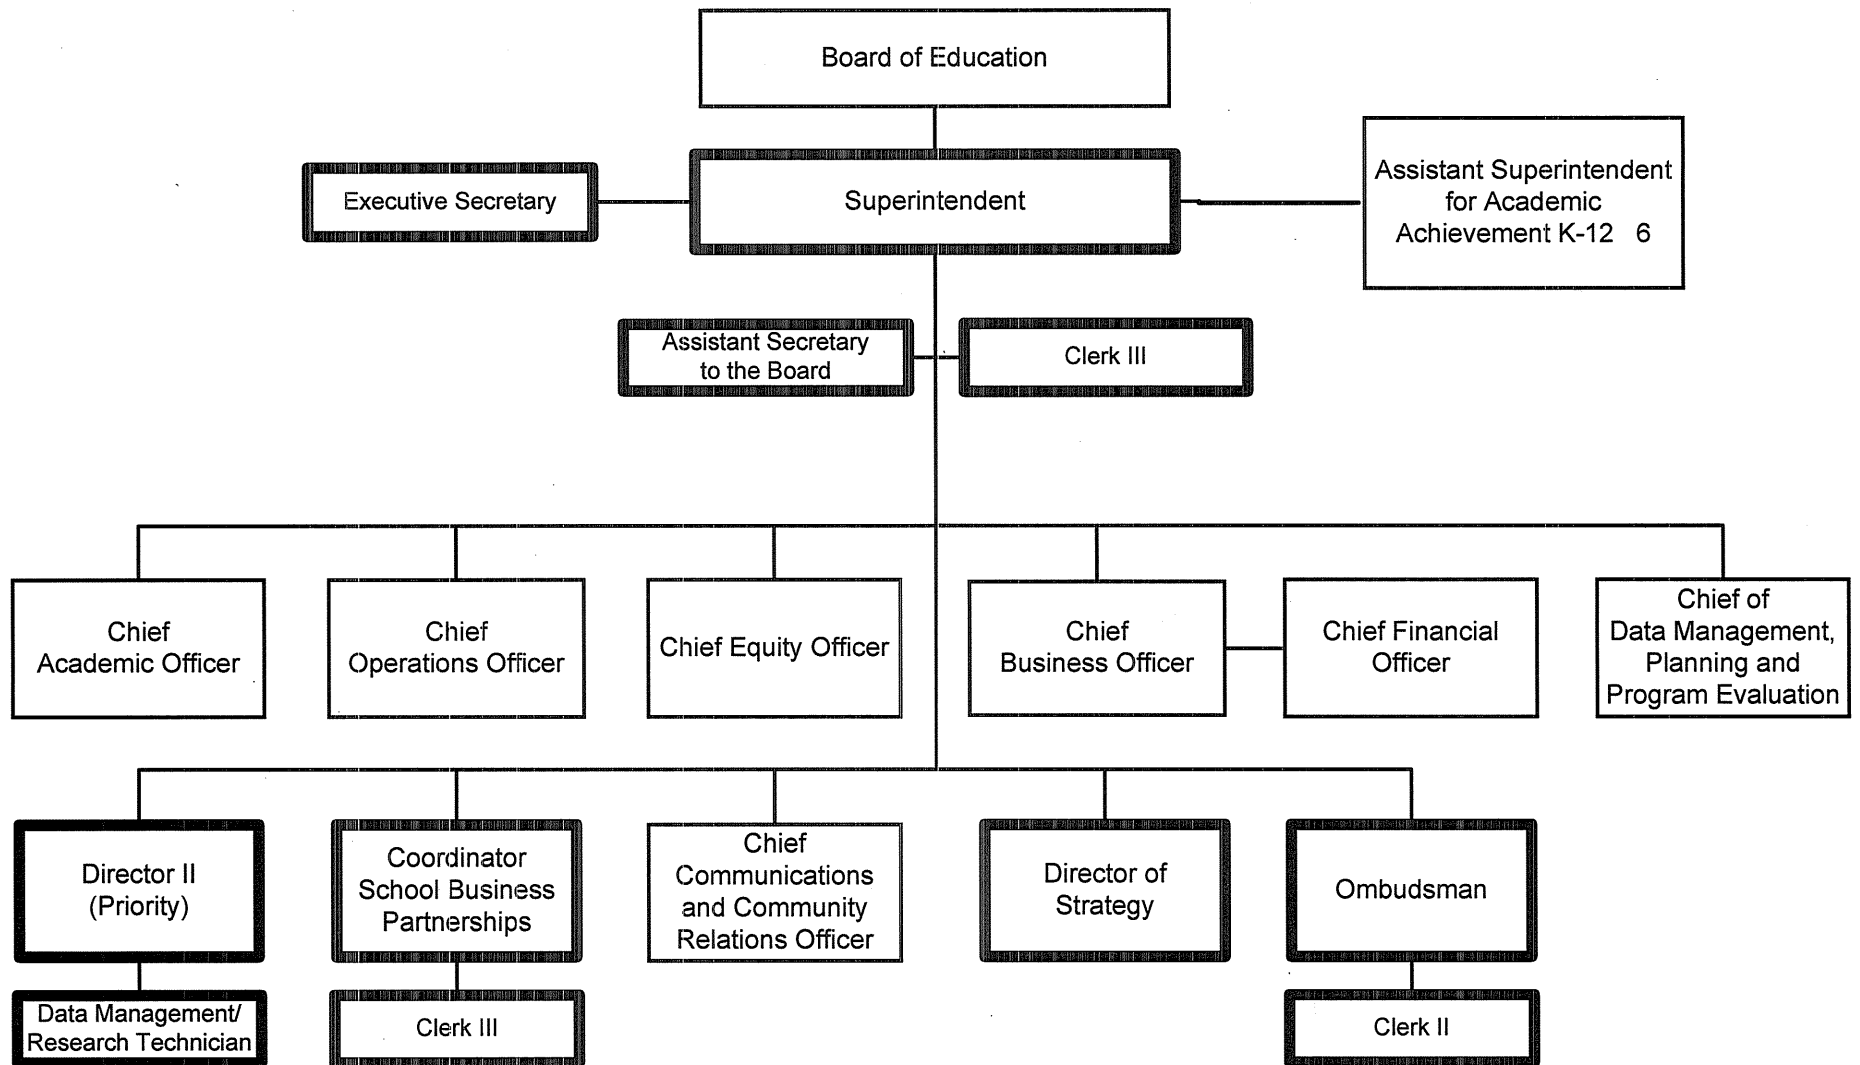 Board of Education
Executive Secretary
Superintendent
Assistant Superintendent
for Academic
Achievement K-12   6
Assistant Secretary
to the Board
Clerk III
Chief
Academic Officer
Chief
Operations Officer
Chief Equity Officer
Chief
Business Officer
Chief Financial
Officer
Chief of
Data Management,
Planning and
Program Evaluation
Director II
(Priority)
Coordinator
School Business
Partnerships
Chief
Communications
and Community
Relations Officer
Director of
Strategy
Ombudsman
Data Management/
Research Technician
Clerk III
Clerk II